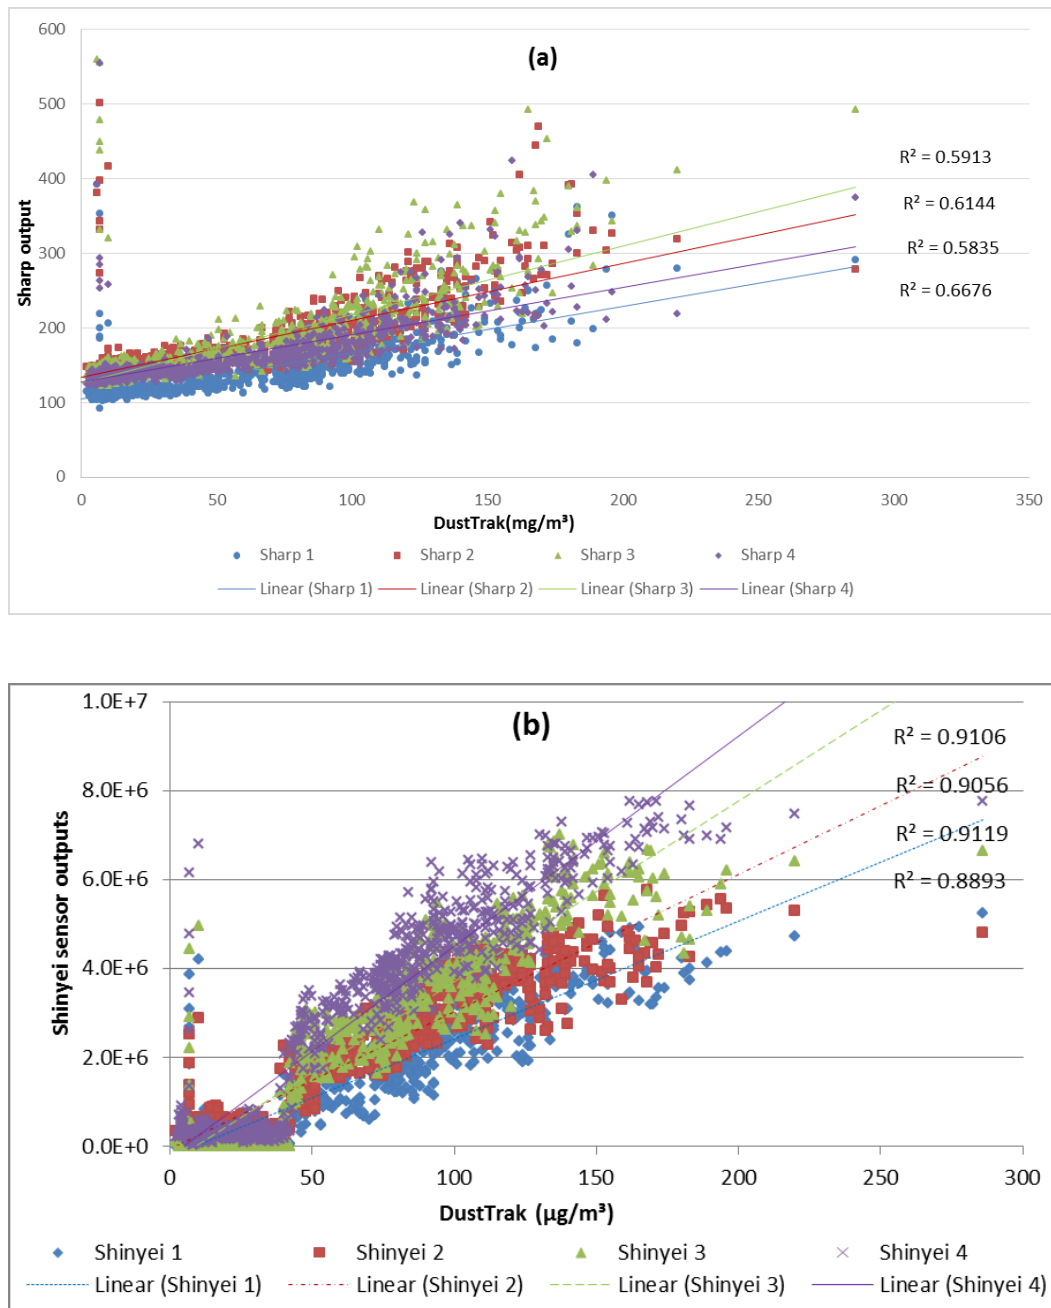 (a)
600
500
400
300
200
100
0
Sharp output
R² = 0.5913
R² = 0.6144
R² = 0.5835
R² = 0.6676
0 50 100 150 200 250 300 350
DustTrak(mg/m³)
Sharp 1 Sharp 2 Sharp 3 Sharp 4
Linear (Sharp 1) Linear (Sharp 2) Linear (Sharp 3) Linear (Sharp 4)
(b)
1.0E+7
8.0E+6
6.0E+6
4.0E+6
2.0E+6
0.0E+0
Shinyei sensor outputs
R² = 0.9106
R² = 0.9056
R² = 0.9119
R² = 0.8893
0 50 100 150 200 250 300
DustTrak (µg/m³)
Shinyei 1 Shinyei 2 Shinyei 3 Shinyei 4
Linear (Shinyei 1) Linear (Shinyei 2) Linear (Shinyei 3) Linear (Shinyei 4)